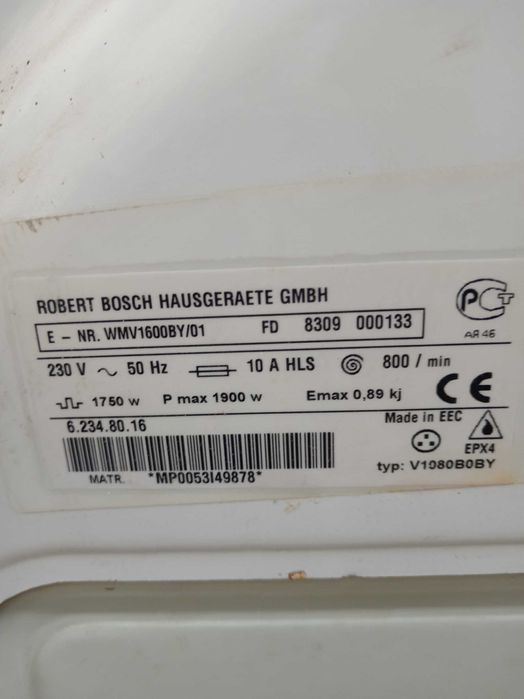 ROBERT BOSCH HAUSGERAETE GMBH
E - NR. WMV1600BY/01 FD 8309 000133
РСТ
АЯ 46
230 V ~ 50 Hz 10 A HLS 800 / min
1750 w P max 1900 w Emax 0,89 kj CE
6.234.80.16 Made in EEC
EPX4
MATR. *MP0053I49878* typ: V1080B0BY